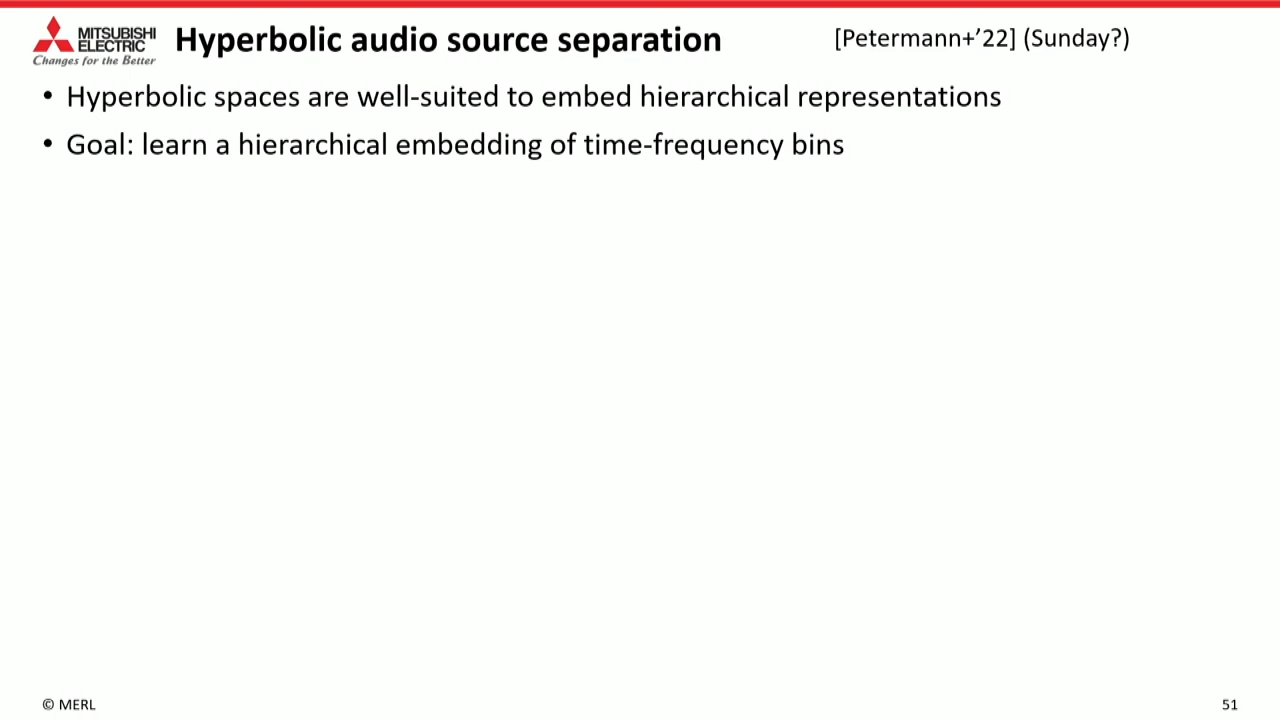 MITSUBISHI
ELECTRIC
Changes for the Better
Hyperbolic audio source separation
[Petermann+’22] (Sunday?)
• Hyperbolic spaces are well-suited to embed hierarchical representations
• Goal: learn a hierarchical embedding of time-frequency bins
© MERL
51